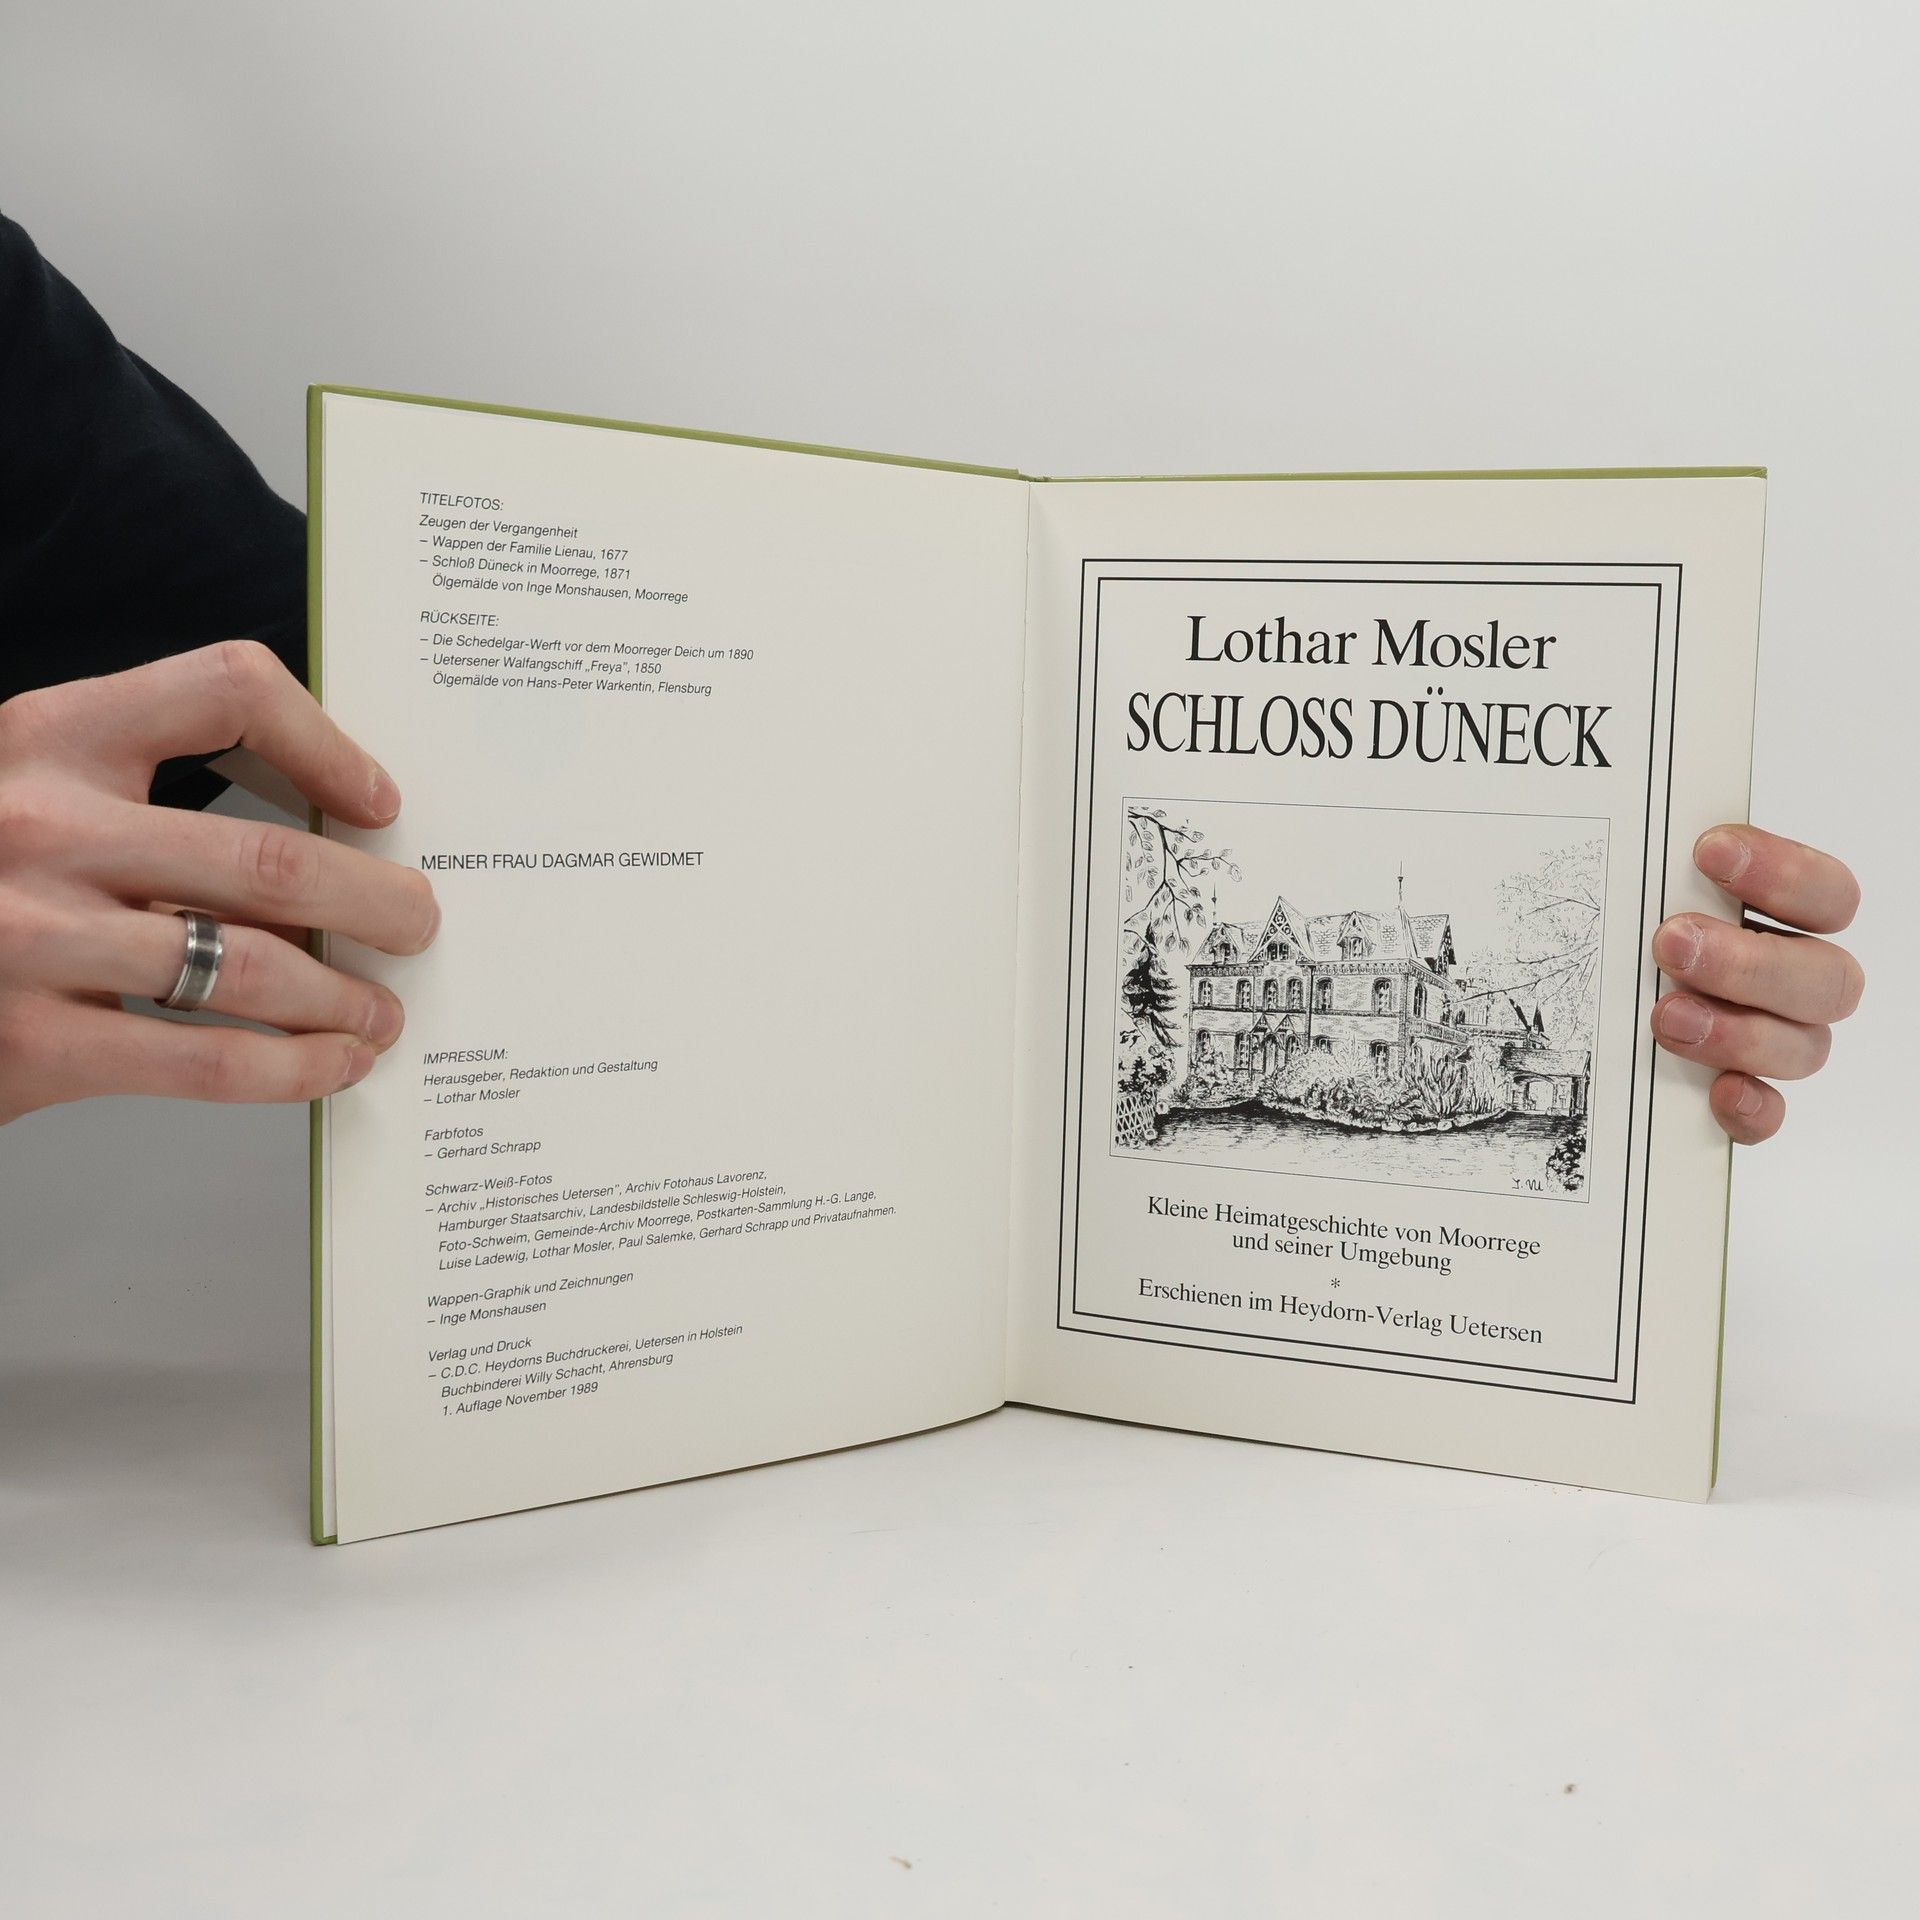 TITELFOTOS:
Zeugen der Vergangenheit
– Wappen der Familie Lienau, 1677
– Schloß Düneck in Moorrege, 1871
Ölgemälde von Inge Monshausen, Moorrege
RÜCKSEITE:
– Die Schedelgar-Werft vor dem Moorreger Deich um 1890
– Uetersener Walfangschiff „Freya", 1850
Ölgemälde von Hans-Peter Warkentin, Flensburg
MEINER FRAU DAGMAR GEWIDMET
IMPRESSUM:
Herausgeber, Redaktion und Gestaltung
– Lothar Mosler
Farbfotos
– Gerhard Schrapp
Schwarz-Weiß-Fotos
– Archiv „Historisches Uetersen", Archiv Fotohaus Lavorenz,
Hamburger Staatsarchiv, Landesbildstelle Schleswig-Holstein,
Foto-Schweim, Gemeinde-Archiv Moorrege, Postkarten-Sammlung H.-G. Lange,
Luise Ladewig, Lothar Mosler, Paul Salemke, Gerhard Schrapp und Privataufnahmen.
Wappen-Graphik und Zeichnungen
– Inge Monshausen
Verlag und Druck
– C.D.C. Heydorns Buchdruckerei, Uetersen in Holstein
Buchbinderei Willy Schacht, Ahrensburg
1. Auflage November 1989
Lothar Mosler
SCHLOSS DÜNECK
Kleine Heimatgeschichte von Moorrege
und seiner Umgebung
*
Erschienen im Heydorn-Verlag Uetersen